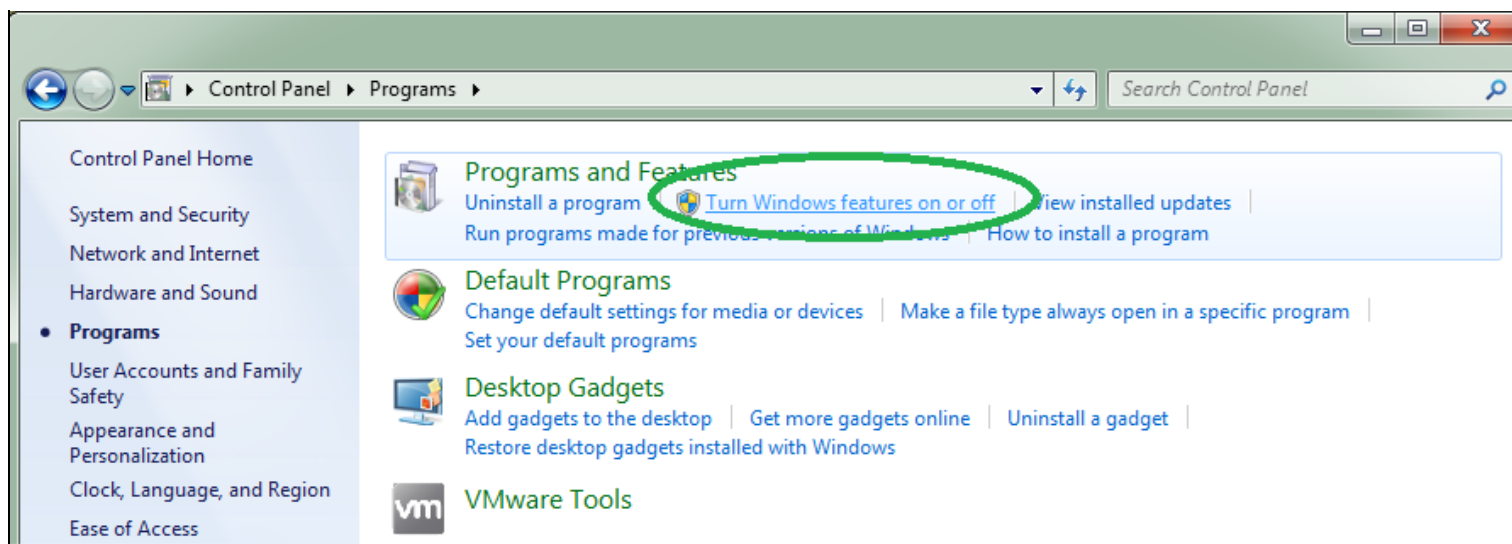 Control Panel Programs
Search Control Panel
Control Panel Home
System and Security
Network and Internet
Hardware and Sound
Programs
User Accounts and Family
Safety
Appearance and
Personalization
Clock, Language, and Region
Ease of Access
Programs and Features
Uninstall a program Turn Windows features on or off View installed updates
Run programs made for previous versions of Windows How to install a program
Default Programs
Change default settings for media or devices Make a file type always open in a specific program
Set your default programs
Desktop Gadgets
Add gadgets to the desktop Get more gadgets online Uninstall a gadget
Restore desktop gadgets installed with Windows
vm VMware Tools